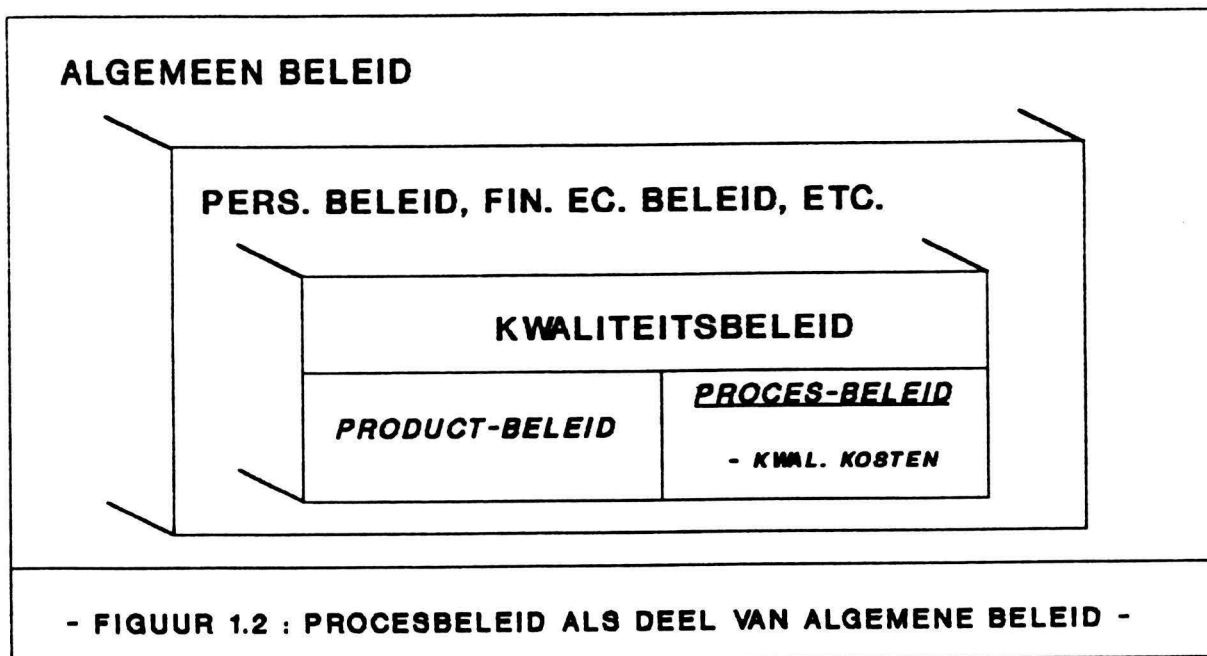 ALGEMEEN BELEID
PERS. BELEID, FIN. EC. BELEID, ETC.
KWALITEITSBELEID
PRODUCT-BELEID
PROCES-BELEID
- KWAL. KOSTEN
- FIGUUR 1.2 : PROCESBELEID ALS DEEL VAN ALGEMENE BELEID -